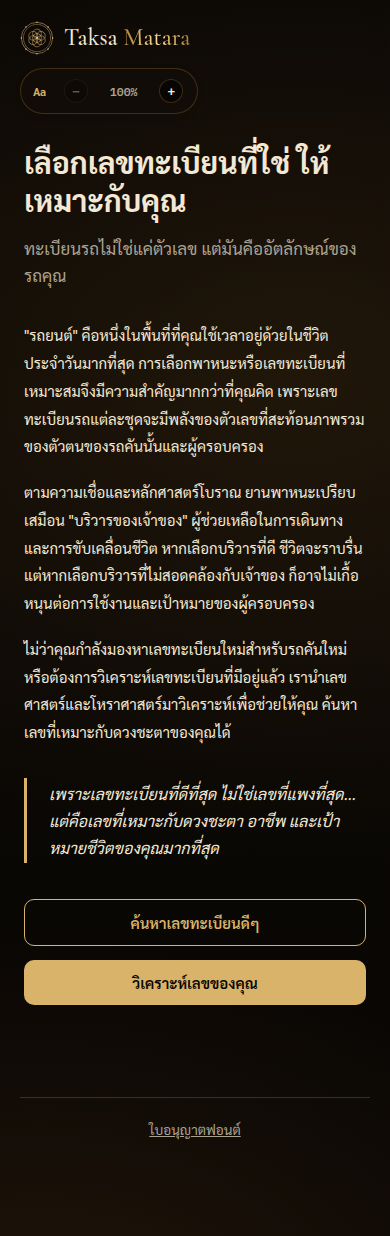 Taksa Matara
Aa − 100% +
เลือกเลขทะเบียนที่ใช่ ให้
เหมาะกับคุณ
ทะเบียนรถไม่ใช่แค่ตัวเลข แต่มันคืออัตลักษณ์ของ
รถคุณ
"รถยนต์" คือหนึ่งในพื้นที่ที่คุณใช้เวลาอยู่ด้วยในชีวิต
ประจำวันมากที่สุด การเลือกพาหนะหรือเลขทะเบียนที่
เหมาะสมจึงมีความสำคัญมากกว่าที่คุณคิด เพราะเลข
ทะเบียนรถแต่ละชุดจะมีพลังของตัวเลขที่สะท้อนภาพรวม
ของตัวตนของรถคันนั้นและผู้ครอบครอง
ตามความเชื่อและหลักศาสตร์โบราณ ยานพาหนะเปรียบ
เสมือน "บริวารของเจ้าของ" ผู้ช่วยเหลือในการเดินทาง
และการขับเคลื่อนชีวิต หากเลือกบริวารที่ดี ชีวิตจะราบรื่น
แต่หากเลือกบริวารที่ไม่สอดคล้องกับเจ้าของ ก็อาจไม่เกื้อ
หนุนต่อการใช้งานและเป้าหมายของผู้ครอบครอง
ไม่ว่าคุณกำลังมองหาเลขทะเบียนใหม่สำหรับรถคันใหม่
หรือต้องการวิเคราะห์เลขทะเบียนที่มีอยู่แล้ว เรานำเลข
ศาสตร์และโหราศาสตร์มาวิเคราะห์เพื่อช่วยให้คุณ ค้นหา
เลขที่เหมาะกับดวงชะตาของคุณได้
เพราะเลขทะเบียนที่ดีที่สุด ไม่ใช่เลขที่แพงที่สุด...
แต่คือเลขที่เหมาะกับดวงชะตา อาชีพ และเป้า
หมายชีวิตของคุณมากที่สุด
ค้นหาเลขทะเบียนดีๆ
วิเคราะห์เลขของคุณ
ใบอนุญาตฟอนต์